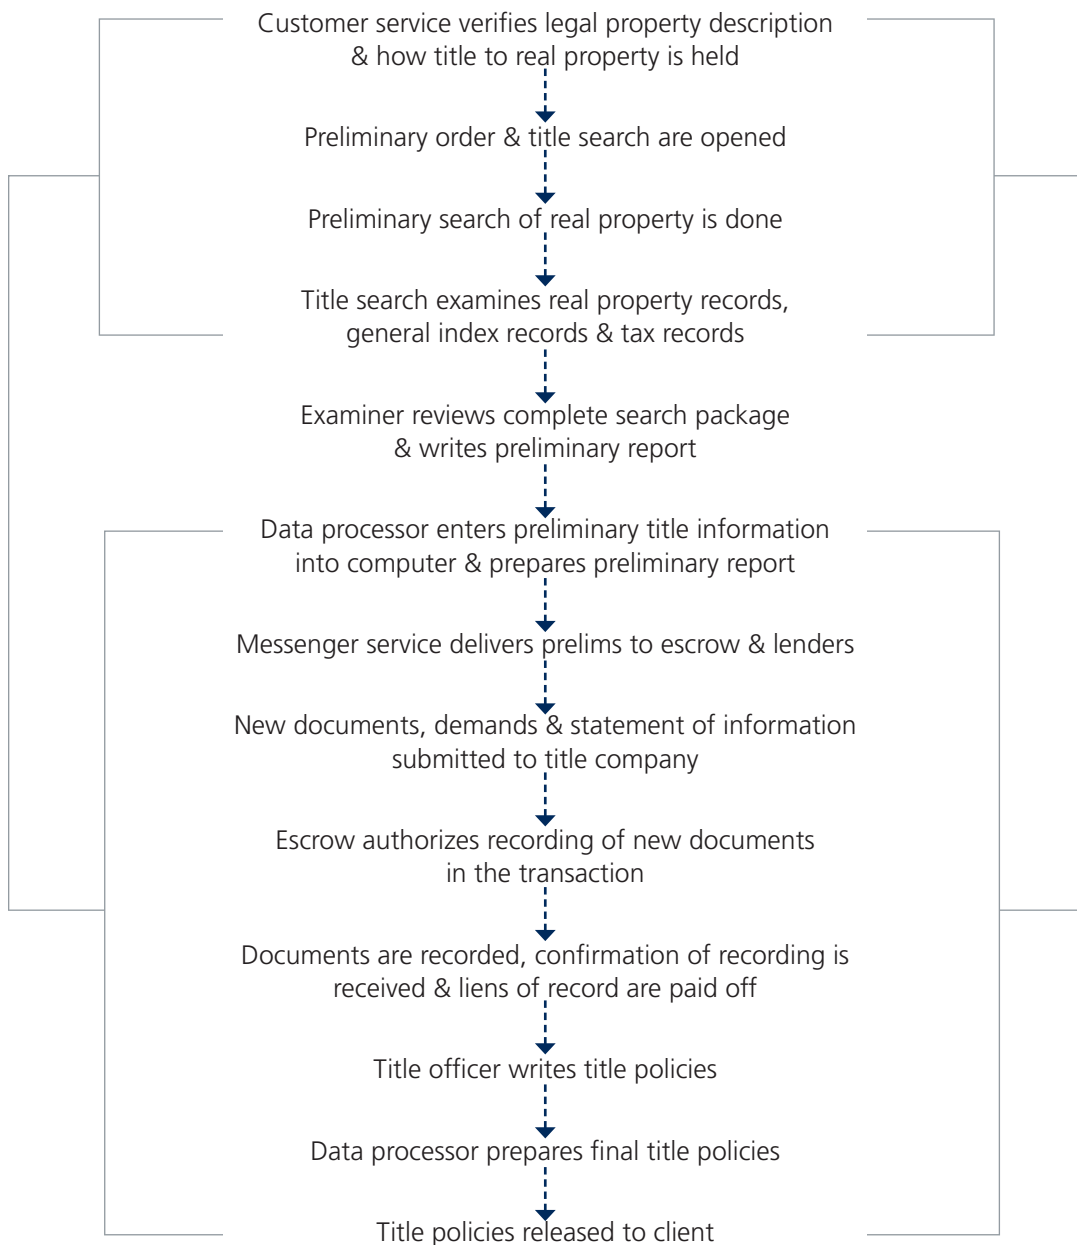 Customer service verifies legal property description
& how title to real property is held
Preliminary order & title search are opened
Preliminary search of real property is done
Title search examines real property records,
general index records & tax records
Examiner reviews complete search package
& writes preliminary report
Data processor enters preliminary title information
into computer & prepares preliminary report
Messenger service delivers prelims to escrow & lenders
New documents, demands & statement of information
submitted to title company
Escrow authorizes recording of new documents
in the transaction
Documents are recorded, confirmation of recording is
received & liens of record are paid off
Title officer writes title policies
Data processor prepares final title policies
Title policies released to client